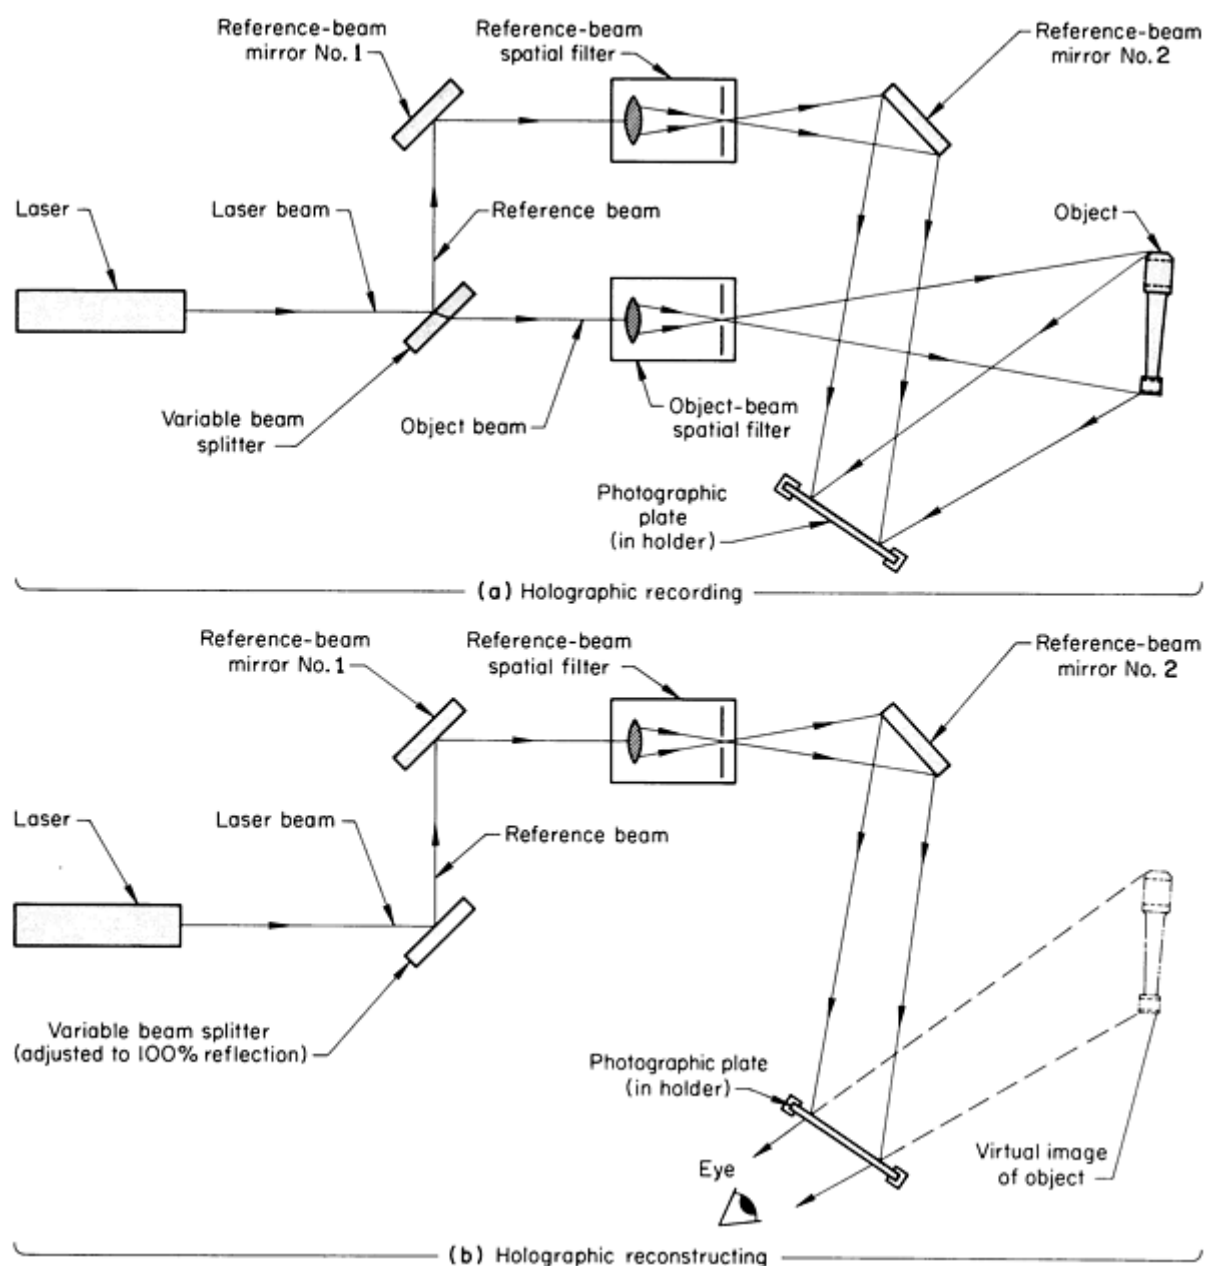 Reference-beam
mirror No. 1
Reference-beam
spatial filter
Reference-beam
mirror No. 2
Laser
Laser beam
Reference beam
Object
Variable beam
splitter
Object beam
Object-beam
spatial filter
Photographic
plate
(in holder)
(a) Holographic recording
Reference-beam
mirror No. 1
Reference-beam
spatial filter
Reference-beam
mirror No. 2
Laser
Laser beam
Reference beam
Variable beam splitter
(adjusted to 100% reflection)
Photographic plate
(in holder)
Eye
Virtual image
of object
(b) Holographic reconstructing